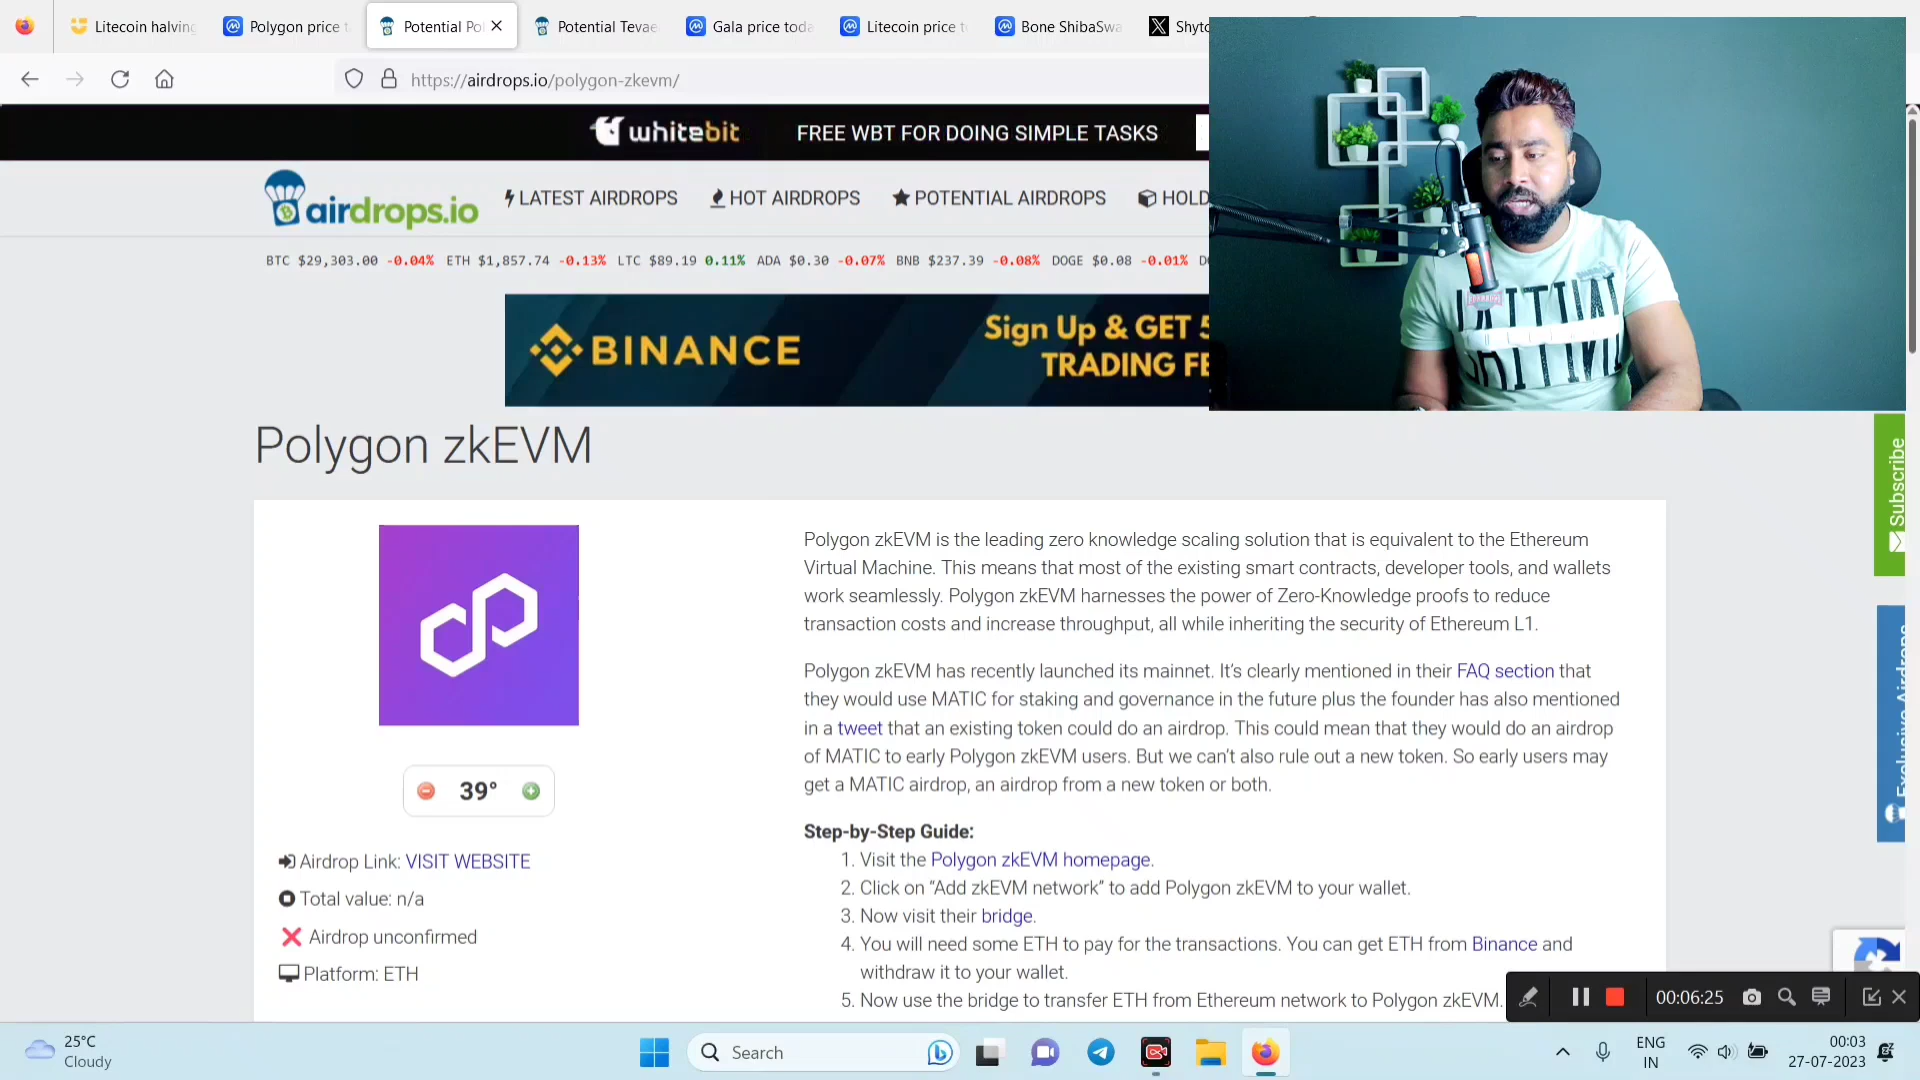 Litecoin halving
Polygon price t
Potential Pol
Potential Tevae
Gala price toda
Litecoin price to
Bone ShibaSwa
Shyto
https://airdrops.io/polygon-zkevm/
whitebit
FREE WBT FOR DOING SIMPLE TASKS
airdrops.io
LATEST AIRDROPS
HOT AIRDROPS
POTENTIAL AIRDROPS
HOLD
BTC $29,303.00 -0.04% ETH $1,857.74 -0.13% LTC $89.19 0.11% ADA $0.30 -0.07% BNB $237.39 -0.08% DOGE $0.08 -0.01% D
BINANCE
Sign Up & GET 5
TRADING FE
Polygon zkEVM
Subscribe
Exclusive Airdrops
39°
Airdrop Link: VISIT WEBSITE
Total value: n/a
Airdrop unconfirmed
Platform: ETH
Polygon zkEVM is the leading zero knowledge scaling solution that is equivalent to the Ethereum
Virtual Machine. This means that most of the existing smart contracts, developer tools, and wallets
work seamlessly. Polygon zkEVM harnesses the power of Zero-Knowledge proofs to reduce
transaction costs and increase throughput, all while inheriting the security of Ethereum L1.
Polygon zkEVM has recently launched its mainnet. It’s clearly mentioned in their FAQ section that
they would use MATIC for staking and governance in the future plus the founder has also mentioned
in a tweet that an existing token could do an airdrop. This could mean that they would do an airdrop
of MATIC to early Polygon zkEVM users. But we can’t also rule out a new token. So early users may
get a MATIC airdrop, an airdrop from a new token or both.
Step-by-Step Guide:
1. Visit the Polygon zkEVM homepage.
2. Click on “Add zkEVM network” to add Polygon zkEVM to your wallet.
3. Now visit their bridge.
4. You will need some ETH to pay for the transactions. You can get ETH from Binance and
withdraw it to your wallet.
5. Now use the bridge to transfer ETH from Ethereum network to Polygon zkEVM.
00:06:25
25°C
Cloudy
Search
ENG
IN
00:03
27-07-2023